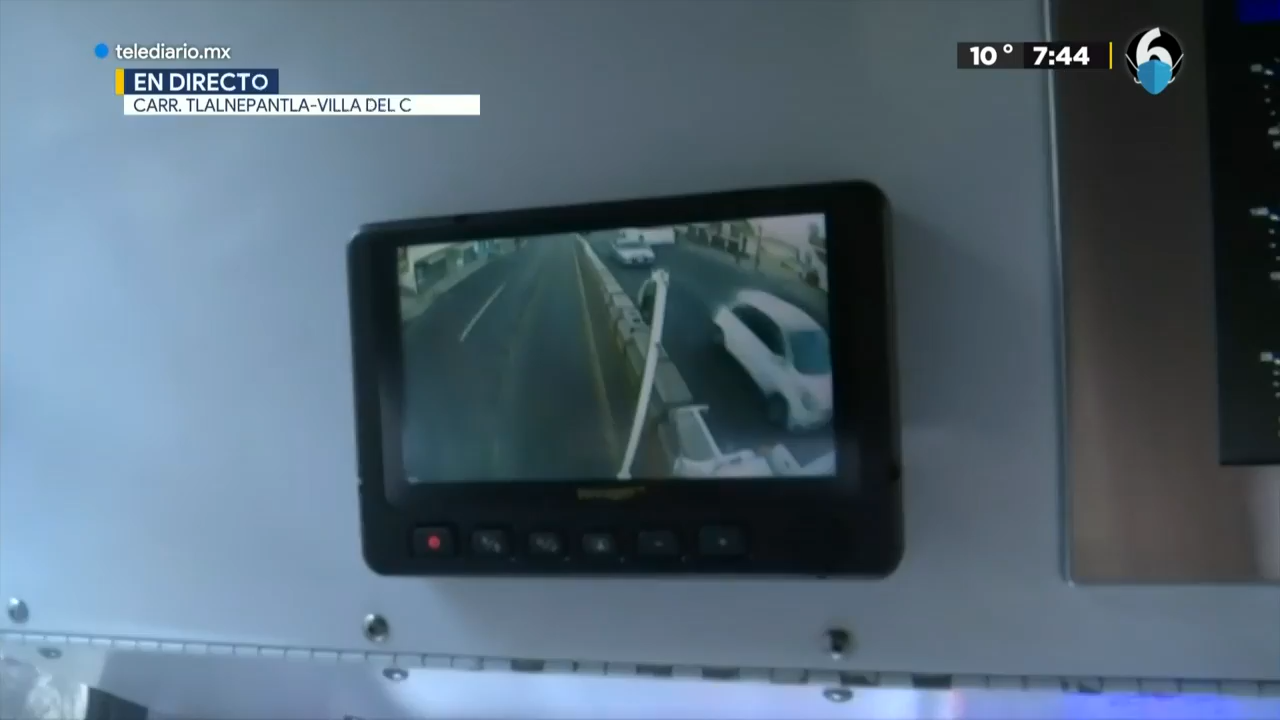 telediario.mx
EN DIRECTO
CARR. TLALNEPANTLA-VILLA DEL C
10° 7:44
6